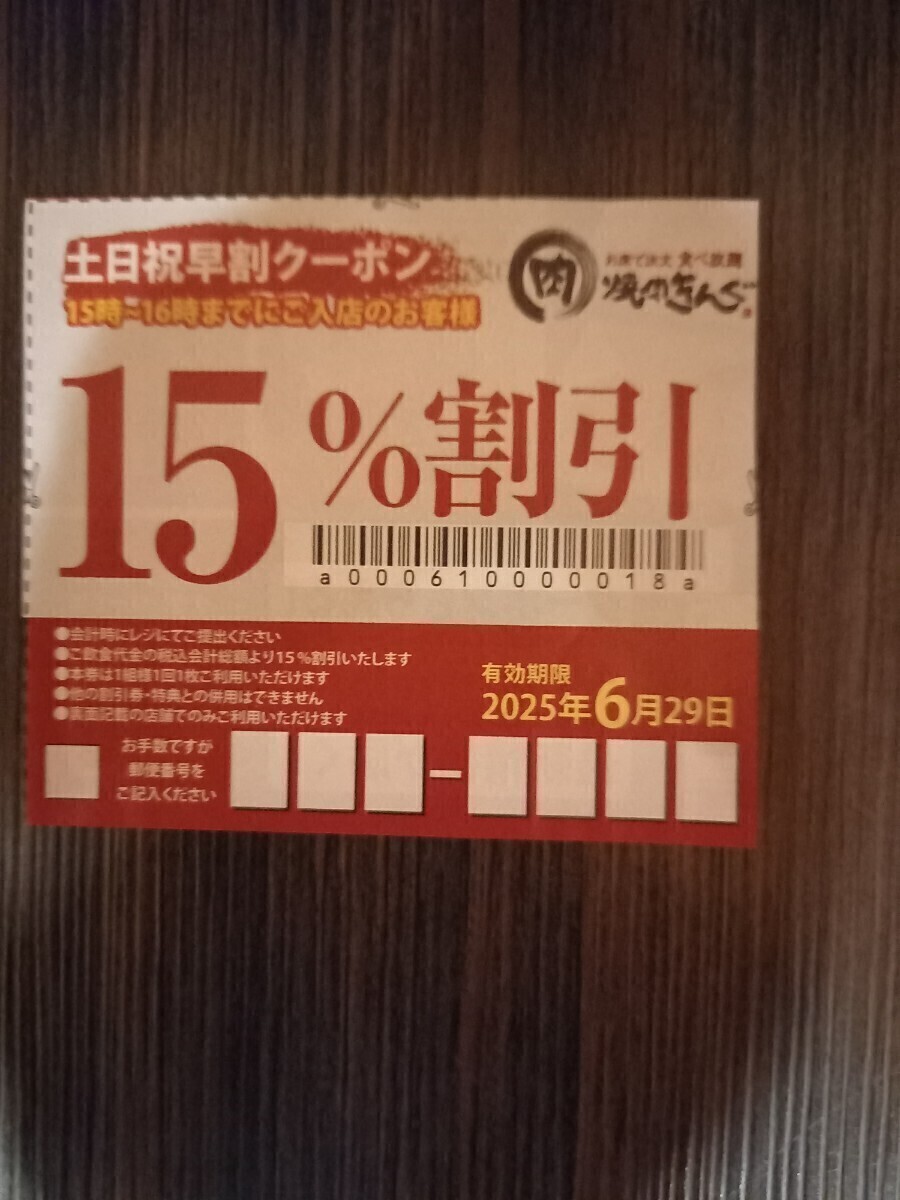 土日祝早割クーポン
15時~16時までにご入店のお客様
肉
お席で注文 食べ放題
焼肉きんぐ
15%割引
a0006100000018a
●会計時にレジにてご提出ください
●ご飲食代金の税込会計総額より15%割引いたします
●本券は1組様1回1枚ご利用いただけます
●他の割引券・特典との併用はできません
●裏面記載の店舗でのみご利用いただけます
有効期限
2025年6月29日
お手数ですが
郵便番号を
ご記入ください